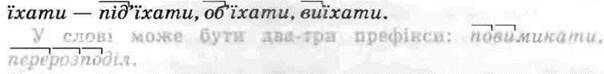 їхати — під’їхати, об’їхати, виїхати.
У слові може бути два-три префікси: повимикати,
перерозподіл.